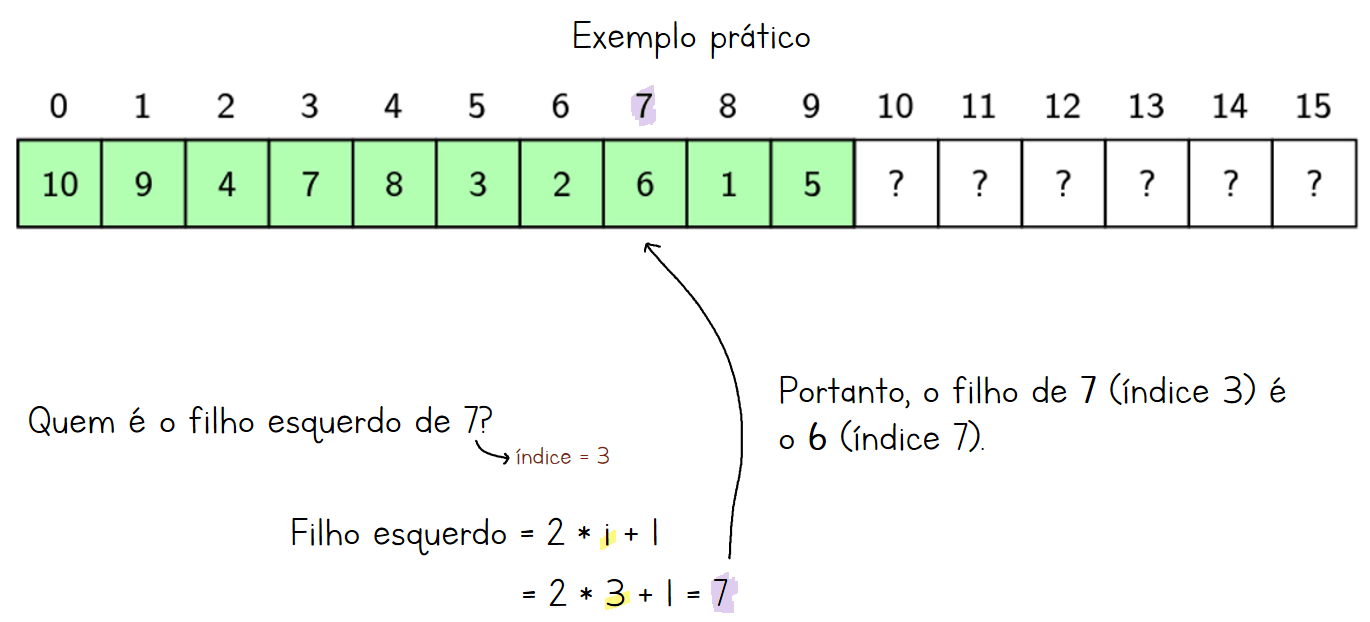 Exemplo prático
0 1 2 3 4 5 6 7 8 9 10 11 12 13 14 15
10 9 4 7 8 3 2 6 1 5 ? ? ? ? ? ?
Quem é o filho esquerdo de 7?
índice = 3
Portanto, o filho de 7 (índice 3) é
o 6 (índice 7).
Filho esquerdo = 2 * i + 1
= 2 * 3 + 1 = 7